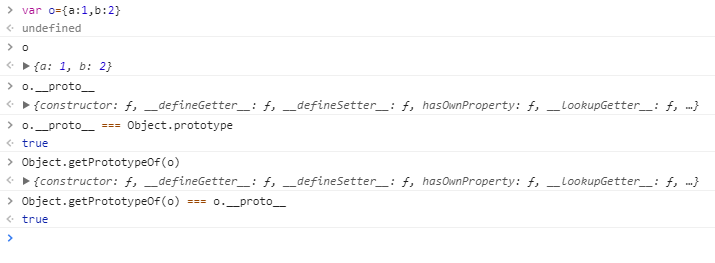 > var o={a:1,b:2}
< undefined
> o
< ▶{a: 1, b: 2}
> o.__proto__
< ▶{constructor: ƒ, __defineGetter__: ƒ, __defineSetter__: ƒ, hasOwnProperty: ƒ, __lookupGetter__: ƒ, …}
> o.__proto__ === Object.prototype
< true
> Object.getPrototypeOf(o)
< ▶{constructor: ƒ, __defineGetter__: ƒ, __defineSetter__: ƒ, hasOwnProperty: ƒ, __lookupGetter__: ƒ, …}
> Object.getPrototypeOf(o) === o.__proto__
< true
>